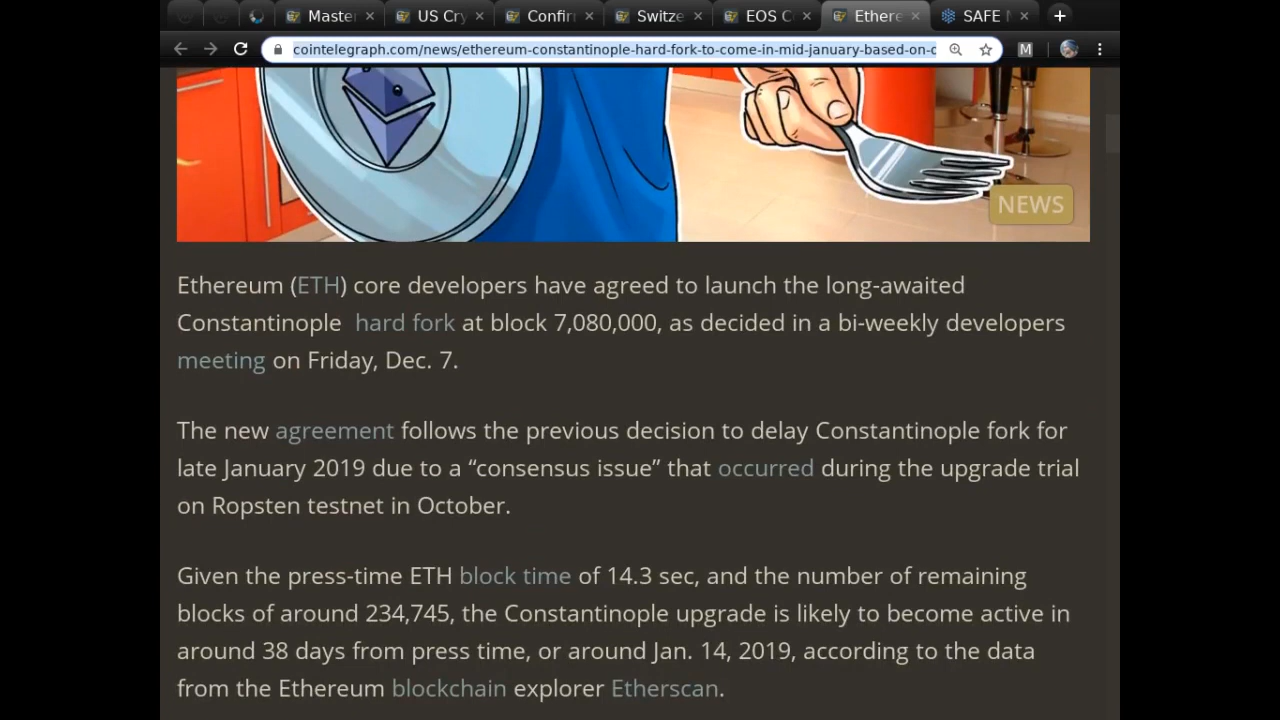 Master
US Cry
Confir
Switze
EOS C
Ethere
SAFE
cointelegraph.com/news/ethereum-constantinople-hard-fork-to-come-in-mid-january-based-on-c
M
NEWS
Ethereum (ETH) core developers have agreed to launch the long-awaited
Constantinople hard fork at block 7,080,000, as decided in a bi-weekly developers
meeting on Friday, Dec. 7.
The new agreement follows the previous decision to delay Constantinople fork for
late January 2019 due to a “consensus issue” that occurred during the upgrade trial
on Ropsten testnet in October.
Given the press-time ETH block time of 14.3 sec, and the number of remaining
blocks of around 234,745, the Constantinople upgrade is likely to become active in
around 38 days from press time, or around Jan. 14, 2019, according to the data
from the Ethereum blockchain explorer Etherscan.